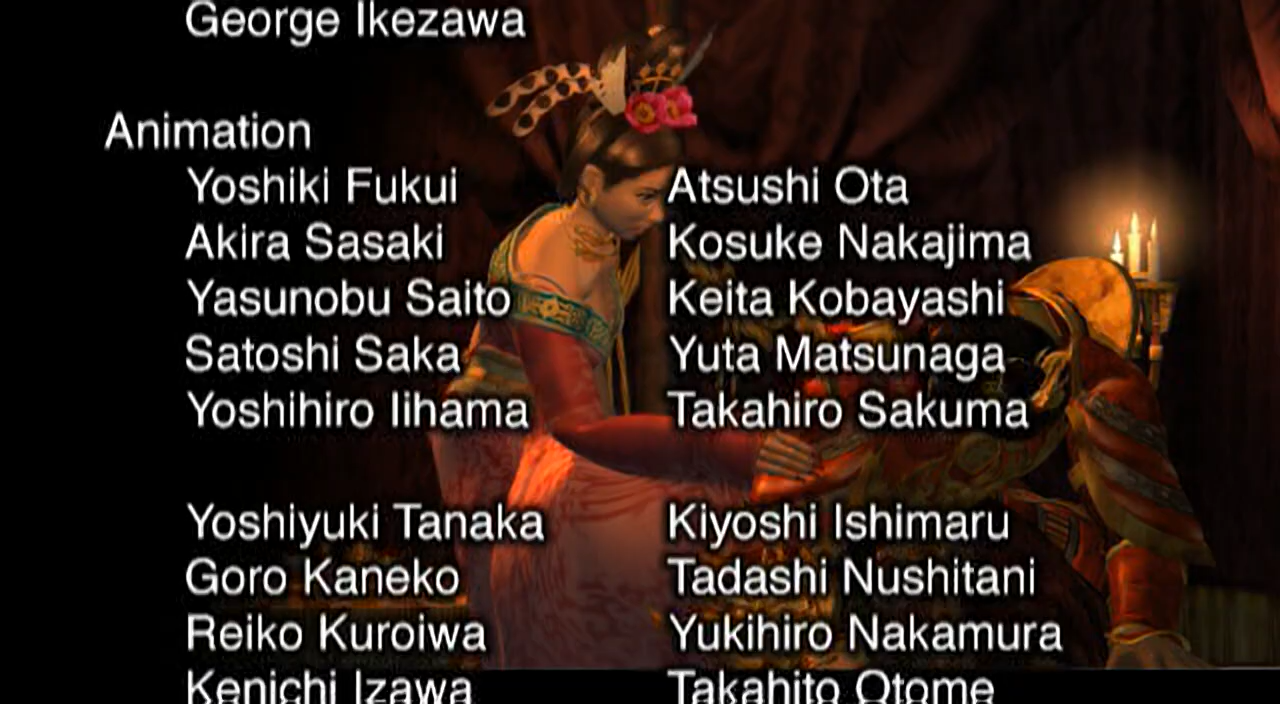 George Ikezawa
Animation
Yoshiki Fukui Atsushi Ota
Akira Sasaki Kosuke Nakajima
Yasunobu Saito Keita Kobayashi
Satoshi Saka Yuta Matsunaga
Yoshihiro Iihama Takahiro Sakuma
Yoshiyuki Tanaka Kiyoshi Ishimaru
Goro Kaneko Tadashi Nushitani
Reiko Kuroiwa Yukihiro Nakamura
Kenichi Izawa Takahito Otome